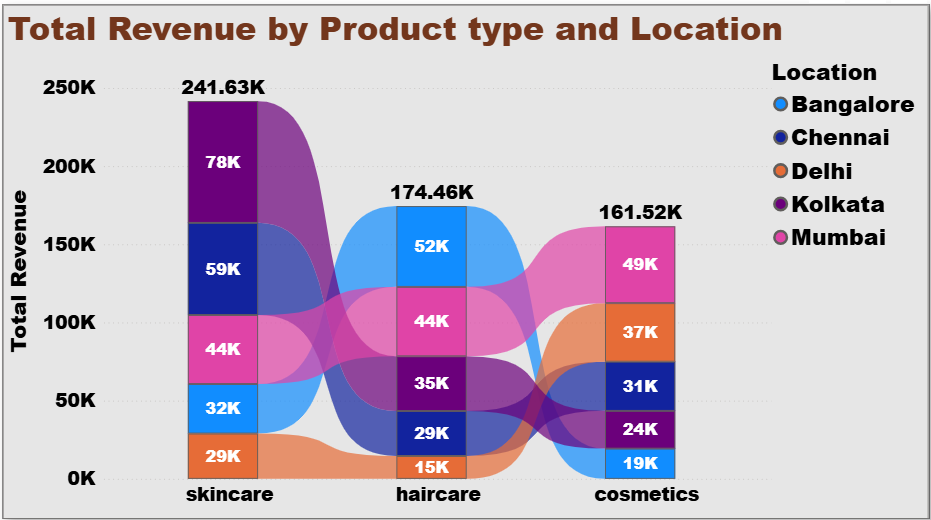 Total Revenue by Product type and Location
Total Revenue
250K
200K
150K
100K
50K
0K
241.63K
78K
59K
44K
32K
29K
skincare
174.46K
52K
44K
35K
29K
15K
haircare
161.52K
49K
37K
31K
24K
19K
cosmetics
Location
Bangalore
Chennai
Delhi
Kolkata
Mumbai